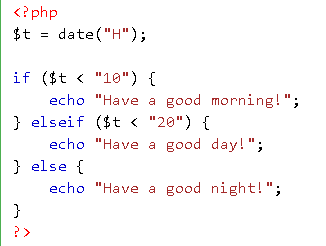 <?php
$t = date("H");

if ($t < "10") {
    echo "Have a good morning!";
} elseif ($t < "20") {
    echo "Have a good day!";
} else {
    echo "Have a good night!";
}
?>